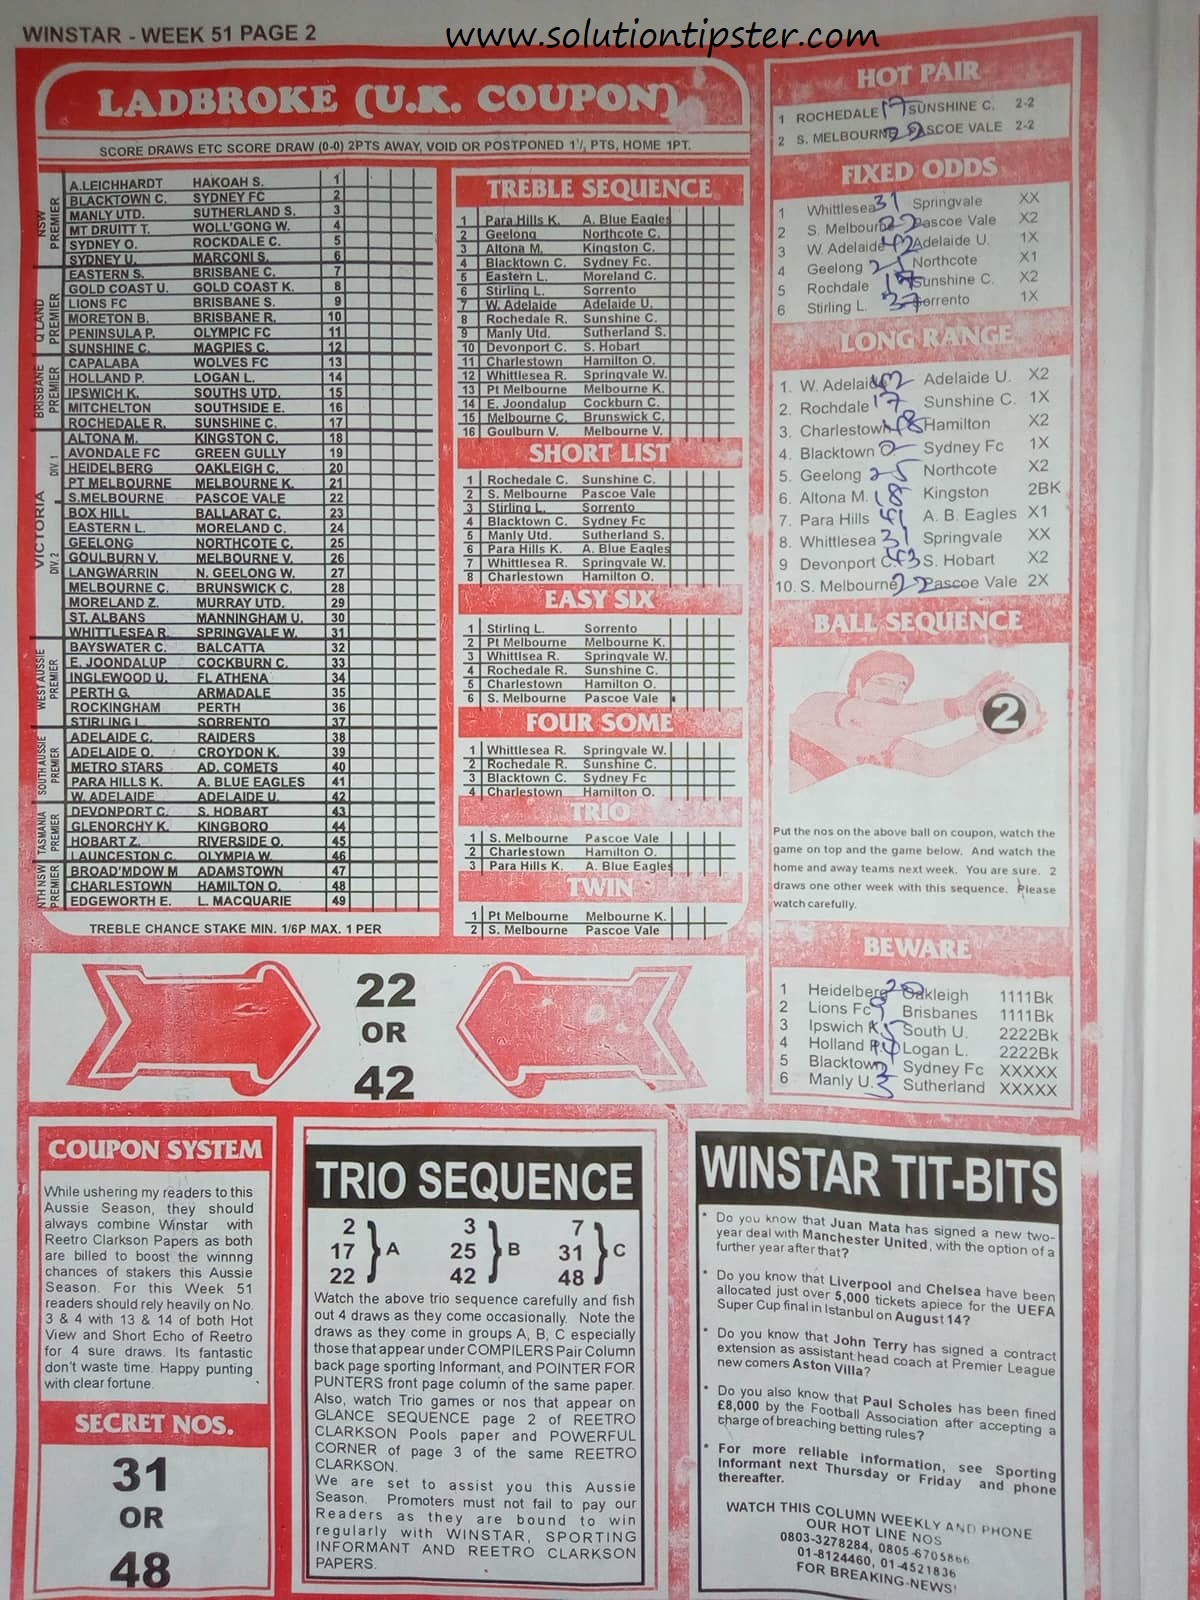 WINSTAR - WEEK 51 PAGE 2
www.solutiontipster.com
LADBROKE (U.K. COUPON)
SCORE DRAWS ETC SCORE DRAW (0-0) 2PTS AWAY, VOID OR POSTPONED 1¹/, PTS, HOME 1PT.
NSW PREMIER
A.LEICHHARDT HAKOAH S. 1
BLACKTOWN C. SYDNEY FC 2
MANLY UTD. SUTHERLAND S. 3
MT DRUITT T. WOLL'GONG W. 4
SYDNEY O. ROCKDALE C. 5
SYDNEY U. MARCONI S. 6
Q'LAND PREMIER
EASTERN S. BRISBANE C. 7
GOLD COAST U. GOLD COAST K. 8
LIONS FC BRISBANE S. 9
MORETON B. BRISBANE R. 10
PENINSULA P. OLYMPIC FC 11
SUNSHINE C. MAGPIES C. 12
BRISBANE PREMIER
CAPALABA WOLVES FC 13
HOLLAND P. LOGAN L. 14
IPSWICH K. SOUTHS UTD. 15
MITCHELTON SOUTHSIDE E. 16
ROCHEDALE R. SUNSHINE C. 17
VICTORIA
DIV. 1
ALTONA M. KINGSTON C. 18
AVONDALE FC GREEN GULLY 19
HEIDELBERG OAKLEIGH C. 20
PT MELBOURNE MELBOURNE K. 21
S.MELBOURNE PASCOE VALE 22
DIV. 2
BOX HILL BALLARAT C. 23
EASTERN L. MORELAND C. 24
GEELONG NORTHCOTE C. 25
GOULBURN V. MELBOURNE V. 26
LANGWARRIN N. GEELONG W. 27
MELBOURNE C. BRUNSWICK C. 28
MORELAND Z. MURRAY UTD. 29
ST. ALBANS MANNINGHAM U. 30
WHITTLESEA R. SPRINGVALE W. 31
WEST AUSSIE PREMIER
BAYSWATER C. BALCATTA 32
E. JOONDALUP COCKBURN C. 33
INGLEWOOD U. FL ATHENA 34
PERTH G. ARMADALE 35
ROCKINGHAM PERTH 36
STIRLING L. SORRENTO 37
SOUTH AUSSIE PREMIER
ADELAIDE C. RAIDERS 38
ADELAIDE O. CROYDON K. 39
METRO STARS AD. COMETS 40
PARA HILLS K. A. BLUE EAGLES 41
W. ADELAIDE ADELAIDE U. 42
TASMANIA PREMIER
DEVONPORT C. S. HOBART 43
GLENORCHY K. KINGBORO 44
HOBART Z. RIVERSIDE O. 45
LAUNCESTON C. OLYMPIA W. 46
NTH NSW PREMIER
BROAD'MDOW M ADAMSTOWN 47
CHARLESTOWN HAMILTON O. 48
EDGEWORTH E. L. MACQUARIE 49
TREBLE CHANCE STAKE MIN. 1/6P MAX. 1 PER
TREBLE SEQUENCE
1 Para Hills K. A. Blue Eagles
2 Geelong Northcote C.
3 Altona M. Kingston C.
4 Blacktown C. Sydney Fc.
5 Eastern L. Moreland C.
6 Stirling L. Sorrento
7 W. Adelaide Adelaide U.
8 Rochedale R. Sunshine C.
9 Manly Utd. Sutherland S.
10 Devonport C. S. Hobart
11 Charlestown Hamilton O.
12 Whittlesea R. Springvale W.
13 Pt Melbourne Melbourne K.
14 E. Joondalup Cockburn C.
15 Melbourne C. Brunswick C.
16 Goulburn V. Melbourne V.
SHORT LIST
1 Rochedale C. Sunshine C.
2 S. Melbourne Pascoe Vale
3 Stirling L. Sorrento
4 Blacktown C. Sydney Fc
5 Manly Utd. Sutherland S.
6 Para Hills K. A. Blue Eagles
7 Whittlesea R. Springvale W.
8 Charlestown Hamilton O.
EASY SIX
1 Stirling L. Sorrento
2 Pt Melbourne Melbourne K.
3 Whittlsea R. Springvale W.
4 Rochedale R. Sunshine C.
5 Charlestown Hamilton O.
6 S. Melbourne Pascoe Vale
FOUR SOME
1 Whittlesea R. Springvale W.
2 Rochedale R. Sunshine C.
3 Blacktown C. Sydney Fc
4 Charlestown Hamilton O.
TRIO
1 S. Melbourne Pascoe Vale
2 Charlestown Hamilton O.
3 Para Hills K. A. Blue Eagles
TWIN
1 Pt Melbourne Melbourne K.
2 S. Melbourne Pascoe Vale
HOT PAIR
1 ROCHEDALE 17 SUNSHINE C. 2-2
2 S. MELBOURNE 22 PASCOE VALE 2-2
FIXED ODDS
1 Whittlesea 31 Springvale XX
2 S. Melbourne 22 Pascoe Vale X2
3 W. Adelaide 42 Adelaide U. 1X
4 Geelong Northcote X1
5 Rochdale 17 Sunshine C. X2
6 Stirling L. 37 Sorrento 1X
LONG RANGE
1. W. Adelaide 42 Adelaide U. X2
2. Rochdale 17 Sunshine C. 1X
3. Charlestown 48 Hamilton X2
4. Blacktown 2 Sydney Fc 1X
5. Geelong 25 Northcote X2
6. Altona M. 18 Kingston 2BK
7. Para Hills A. B. Eagles X1
8. Whittlesea 31 Springvale XX
9 Devonport C. 43 S. Hobart X2
10. S. Melbourne 22 Pascoe Vale 2X
BALL SEQUENCE
2
Put the nos on the above ball on coupon, watch the
game on top and the game below. And watch the
home and away teams next week. You are sure. 2
draws one other week with this sequence. Please
watch carefully.
BEWARE
1 Heidelberg 20 Oakleigh 1111Bk
2 Lions Fc 9 Brisbanes 1111Bk
3 Ipswich K. South U. 2222Bk
4 Holland P. Logan L. 2222Bk
5 Blacktown 2 Sydney Fc XXXXX
6 Manly U. 3 Sutherland XXXXX
22
OR
42
COUPON SYSTEM
While ushering my readers to this
Aussie Season, they should
always combine Winstar with
Reetro Clarkson Papers as both
are billed to boost the winnng
chances of stakers this Aussie
Season. For this Week 51
readers should rely heavily on No.
3 & 4 with 13 & 14 of both Hot
View and Short Echo of Reetro
for 4 sure draws. Its fantastic
don't waste time. Happy punting
with clear fortune.
SECRET NOS.
31
OR
48
TRIO SEQUENCE
2 3 7
17 A 25 B 31 C
22 42 48
Watch the above trio sequence carefully and fish
out 4 draws as they come occasionally. Note the
draws as they come in groups A, B, C especially
those that appear under COMPILERS Pair Column
back page sporting Informant, and POINTER FOR
PUNTERS front page column of the same paper.
Also, watch Trio games or nos that appear on
GLANCE SEQUENCE page 2 of REETRO
CLARKSON Pools paper and POWERFUL
CORNER of page 3 of the same REETRO
CLARKSON.
We are set to assist you this Aussie
Season. Promoters must not fail to pay our
Readers as they are bound to win
regularly with WINSTAR, SPORTING
INFORMANT AND REETRO CLARKSON
PAPERS.
WINSTAR TIT-BITS
* Do you know that Juan Mata has signed a new two-
year deal with Manchester United, with the option of a
further year after that?
* Do you know that Liverpool and Chelsea have been
allocated just over 5,000 tickets apiece for the UEFA
Super Cup final in Istanbul on August 14?
* Do you know that John Terry has signed a contract
extension as assistant head coach at Premier League
new comers Aston Villa?
* Do you also know that Paul Scholes has been fined
£8,000 by the Football Association after accepting a
charge of breaching betting rules?
* For more reliable information, see Sporting
Informant next Thursday or Friday and phone
thereafter.
WATCH THIS COLUMN WEEKLY AND PHONE
OUR HOT LINE NOS
0803-3278284, 0805-6705866
01-8124460, 01-4521836
FOR BREAKING-NEWS!